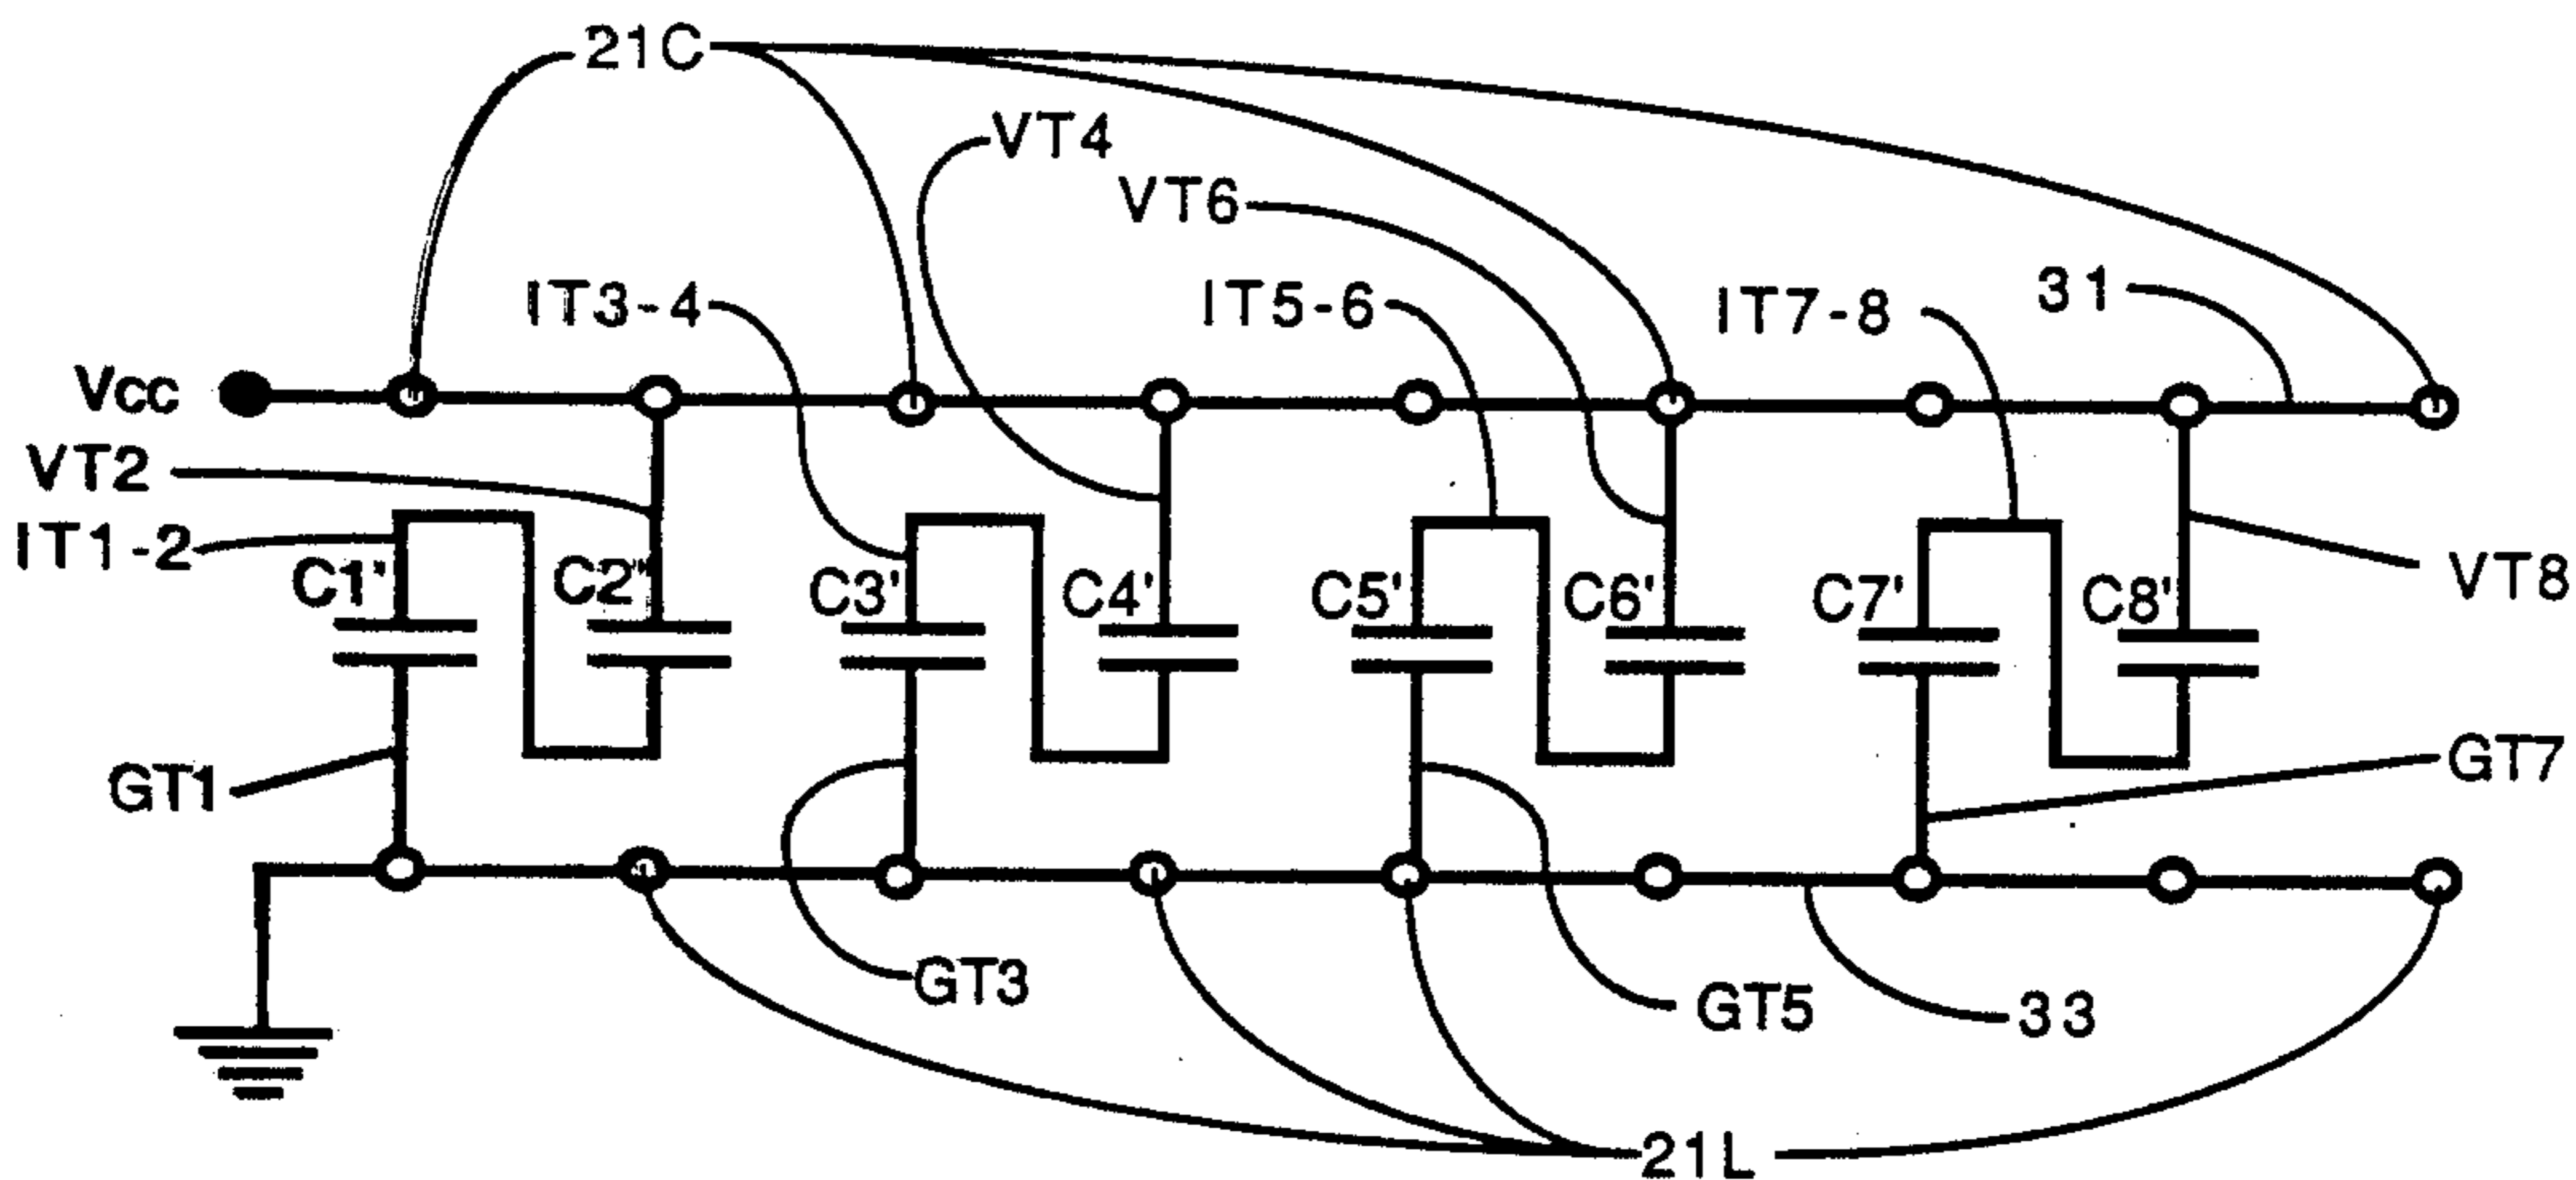 21C
VT4
VT6
IT3-4
IT5-6
IT7-8
31
Vcc
VT2
IT1-2
C1"
C2"
C3'
C4'
C5'
C6'
C7'
C8'
VT8
GT1
GT7
GT3
GT5
33
21L